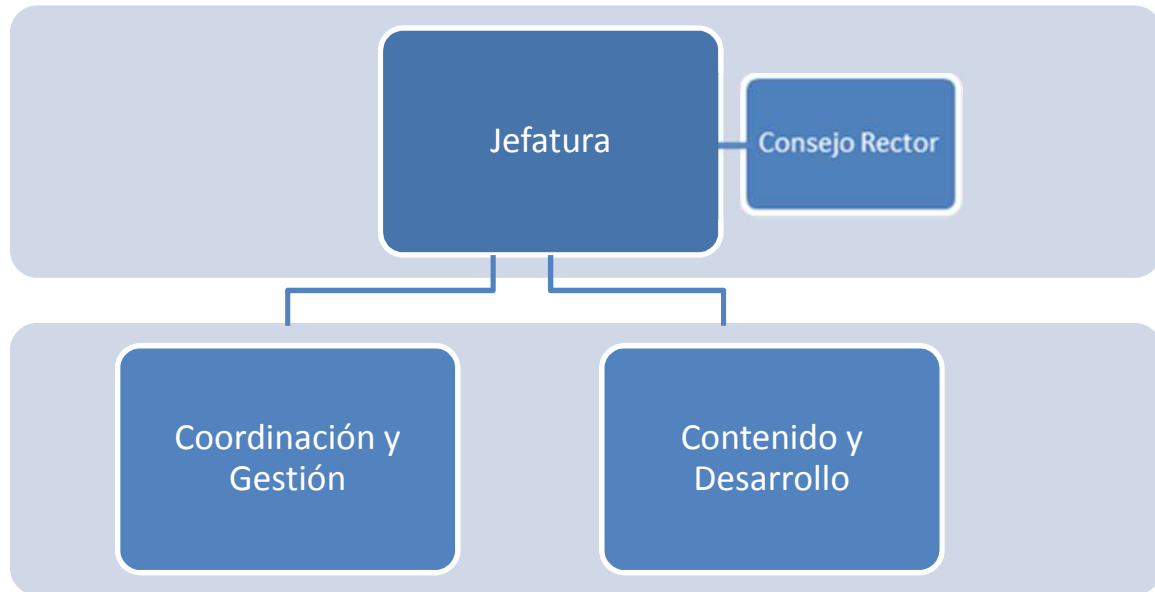 Jefatura
Consejo Rector
Coordinación y
Gestión
Contenido y
Desarrollo